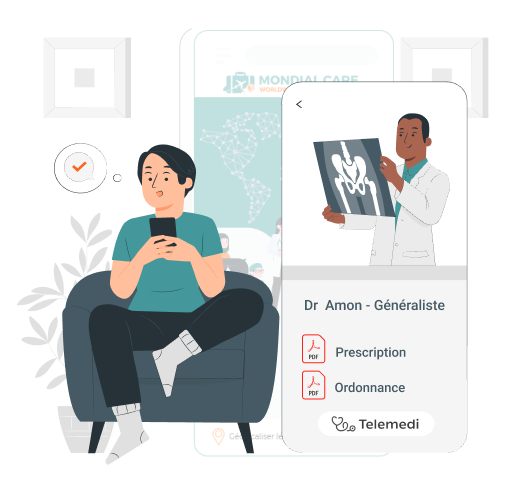 MONDIAL CARE
Dr Amon - Généraliste
PDF
Prescription
PDF
Ordonnance
Telemedi